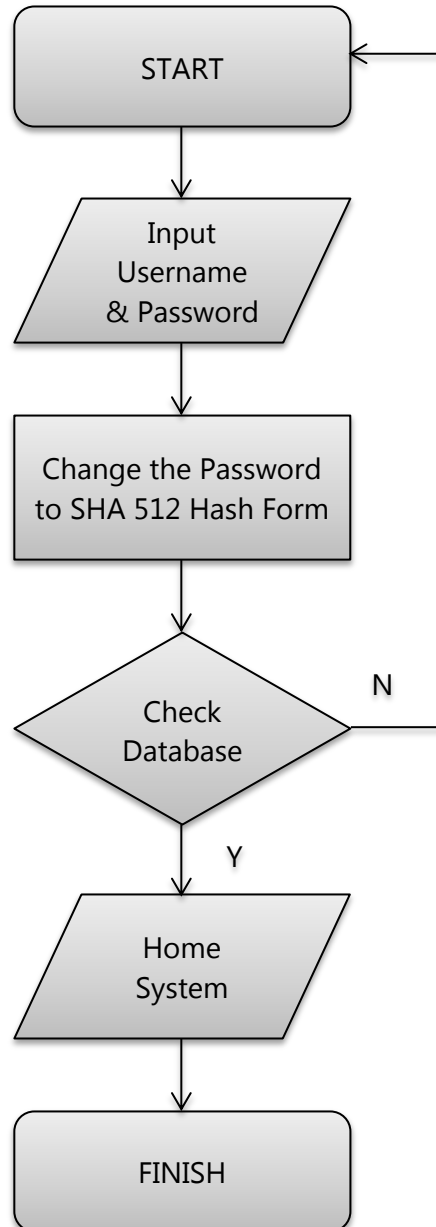 START
Input
Username
& Password
Change the Password
to SHA 512 Hash Form
Check
Database
N
Y
Home
System
FINISH